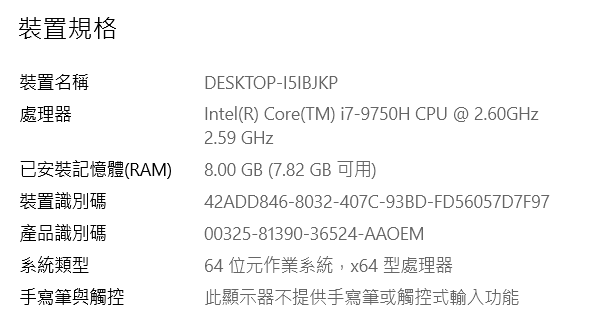 裝置規格
裝置名稱 DESKTOP-I5IBJKP
處理器 Intel(R) Core(TM) i7-9750H CPU @ 2.60GHz
2.59 GHz
已安裝記憶體(RAM) 8.00 GB (7.82 GB 可用)
裝置識別碼 42ADD846-8032-407C-93BD-FD56057D7F97
產品識別碼 00325-81390-36524-AAOEM
系統類型 64 位元作業系統，x64 型處理器
手寫筆與觸控 此顯示器不提供手寫筆或觸控式輸入功能